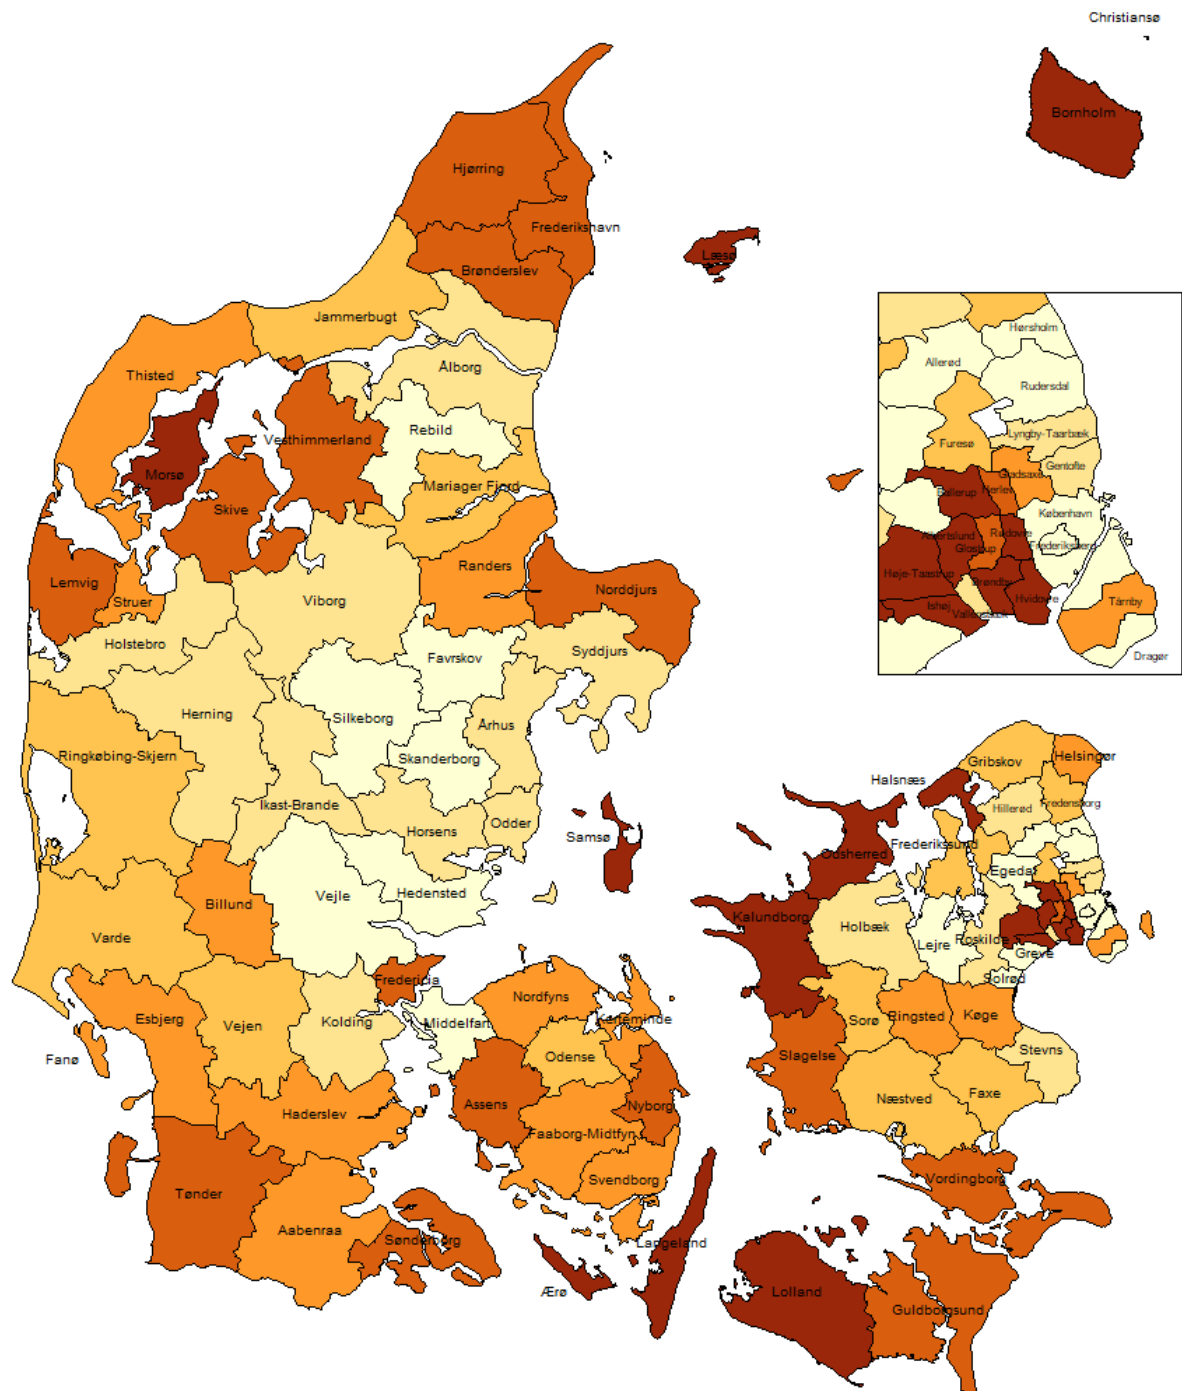 Christiansø
Bornholm
Hjørring
Frederikshavn
Læsø
Brønderslev
Jammerbugt
Ålborg
Thisted
Rebild
Vesthimmerland
Morsø
Mariager Fjord
Skive
Randers
Lemvig
Struer
Viborg
Norddjurs
Holstebro
Favrskov
Syddjurs
Herning
Silkeborg
Århus
Ringkøbing-Skjern
Skanderborg
Ikast-Brande
Horsens
Odder
Samsø
Billund
Vejle
Hedensted
Varde
Fredericia
Esbjerg
Vejen
Kolding
Middelfart
Nordfyns
Kerteminde
Fanø
Odense
Haderslev
Assens
Nyborg
Faaborg-Midtfyn
Svendborg
Tønder
Aabenraa
Sønderborg
Langeland
Ærø
Hørsholm
Allerød
Rudersdal
Furesø
Lyngby-Taarbæk
Gentofte
Gladsaxe
Ballerup
Herlev
København
Albertslund
Rødovre
Glostrup
Frederiksberg
Høje-Taastrup
Brøndby
Hvidovre
Ishøj
Vallensbæk
Tårnby
Dragør
Gribskov
Helsingør
Halsnæs
Hillerød
Fredensborg
Odsherred
Frederikssund
Egedal
Kalundborg
Holbæk
Lejre
Roskilde
Greve
Solrød
Sorø
Ringsted
Køge
Slagelse
Stevns
Næstved
Faxe
Vordingborg
Lolland
Guldborgsund